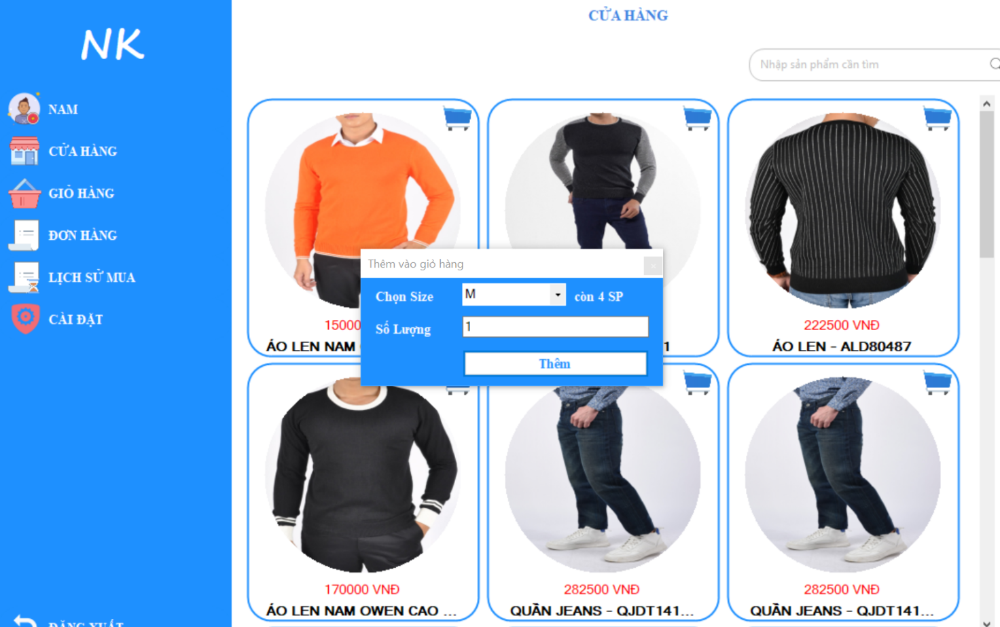 NK
NAM
CỬA HÀNG
GIỎ HÀNG
ĐƠN HÀNG
LỊCH SỬ MUA
CÀI ĐẶT
ĐĂNG XUẤT
CỬA HÀNG
Nhập sản phẩm cần tìm
15000
ÁO LEN NAM
1
222500 VNĐ
ÁO LEN - ALD80487
Thêm vào giỏ hàng
Chọn Size
M
còn 4 SP
Số Lượng
1
Thêm
170000 VNĐ
ÁO LEN NAM OWEN CAO ...
282500 VNĐ
QUẦN JEANS - QJDT141...
282500 VNĐ
QUẦN JEANS - QJDT141...